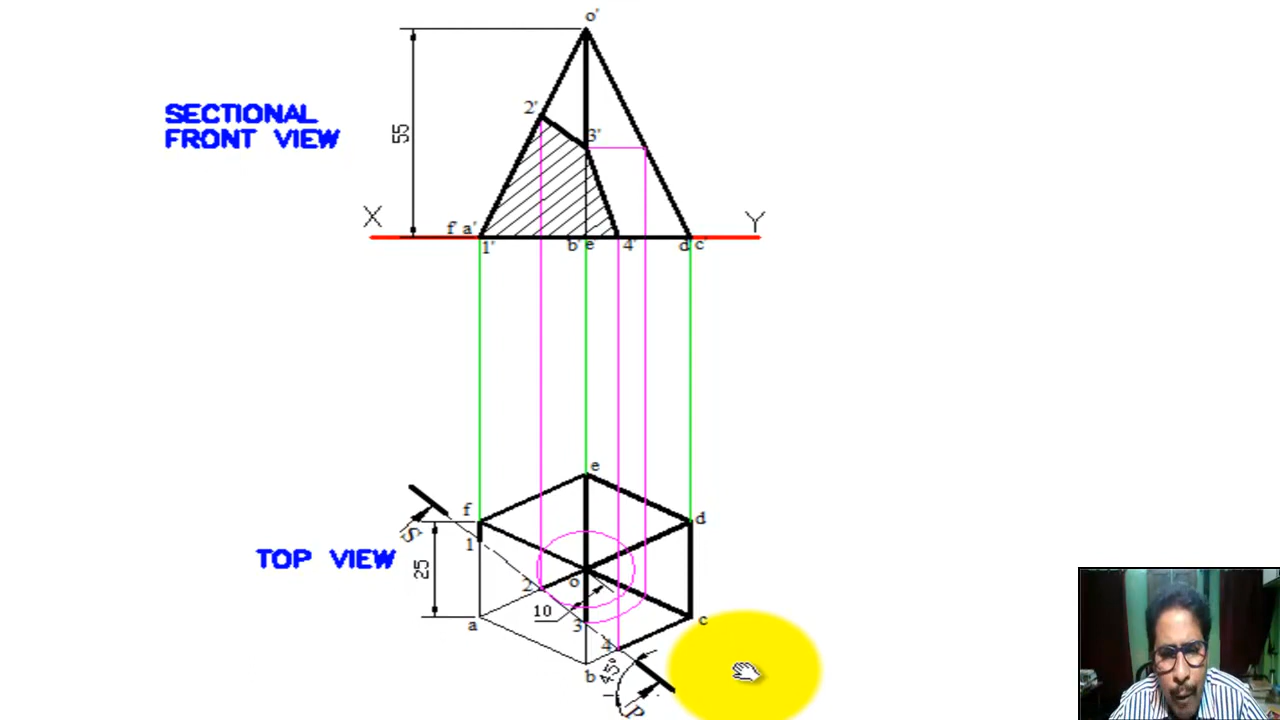 o'
SECTIONAL
FRONT VIEW
55
2'
3'
X
Y
f' a'
1'
b' e'
4'
d' c'
e
f
d
S
1
TOP VIEW
25
2
o
10
a
3
c
4
b
45°
P